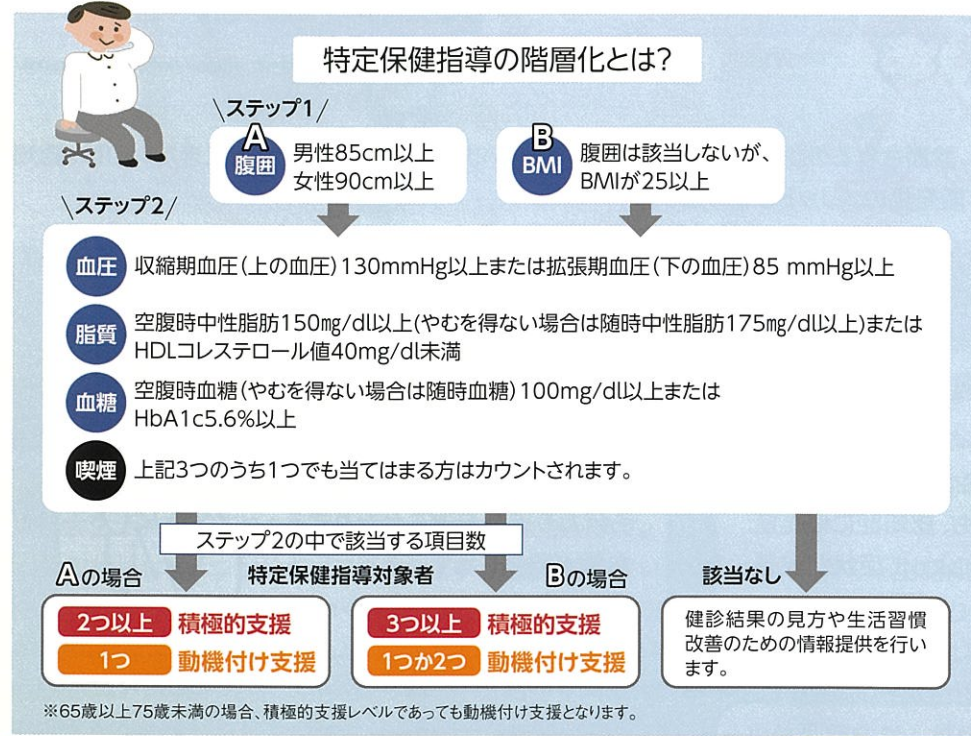 特定保健指導の階層化とは?
\ステップ1/
A
腹囲
男性85cm以上
女性90cm以上
B
BMI
腹囲は該当しないが、
BMIが25以上
\ステップ2/
血圧
収縮期血圧(上の血圧)130mmHg以上または拡張期血圧(下の血圧)85 mmHg以上
脂質
空腹時中性脂肪150㎎/dl以上(やむを得ない場合は随時中性脂肪175㎎/dl以上)または
HDLコレステロール値40mg/dl未満
血糖
空腹時血糖(やむを得ない場合は随時血糖)100mg/dl以上または
HbA1c5.6%以上
喫煙
上記3つのうち1つでも当てはまる方はカウントされます。
ステップ2の中で該当する項目数
Aの場合
特定保健指導対象者
Bの場合
該当なし
2つ以上 積極的支援
1つ 動機付け支援
3つ以上 積極的支援
1つか2つ 動機付け支援
健診結果の見方や生活習慣
改善のための情報提供を行い
ます。
※65歳以上75歳未満の場合、積極的支援レベルであっても動機付け支援となります。